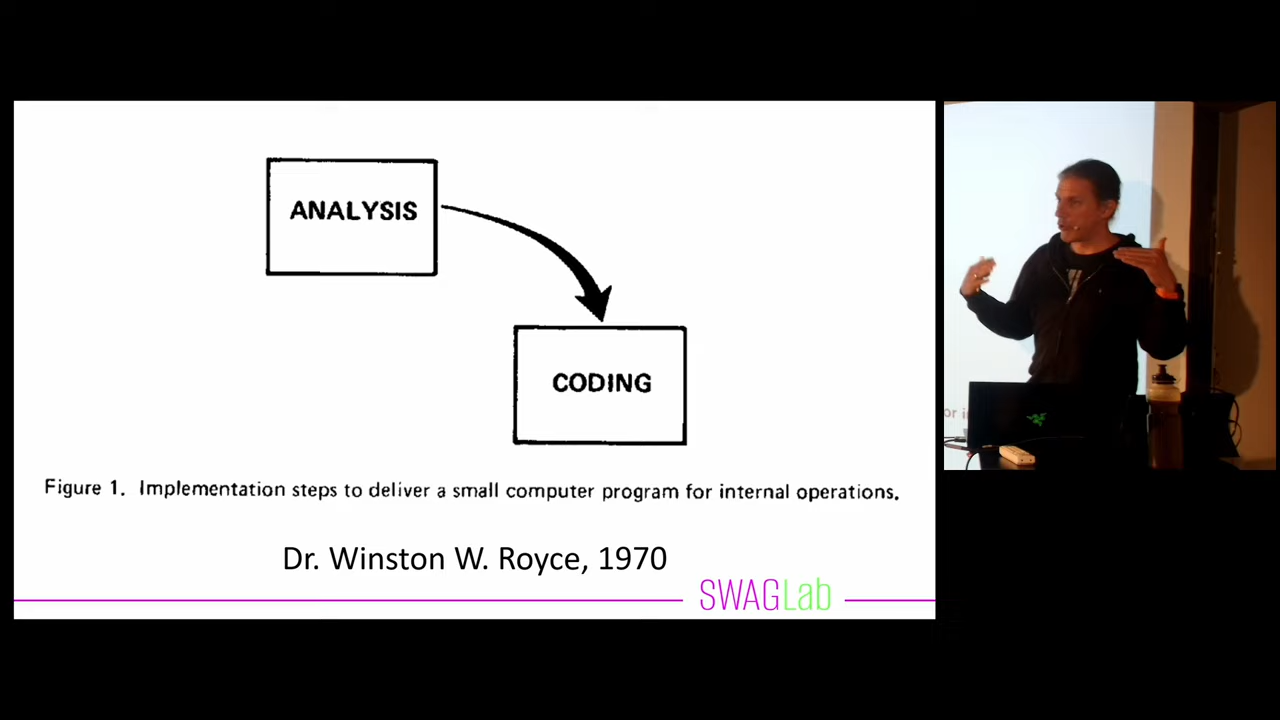 ANALYSIS
CODING
Figure 1. Implementation steps to deliver a small computer program for internal operations.
Dr. Winston W. Royce, 1970
SWAGLab
or i